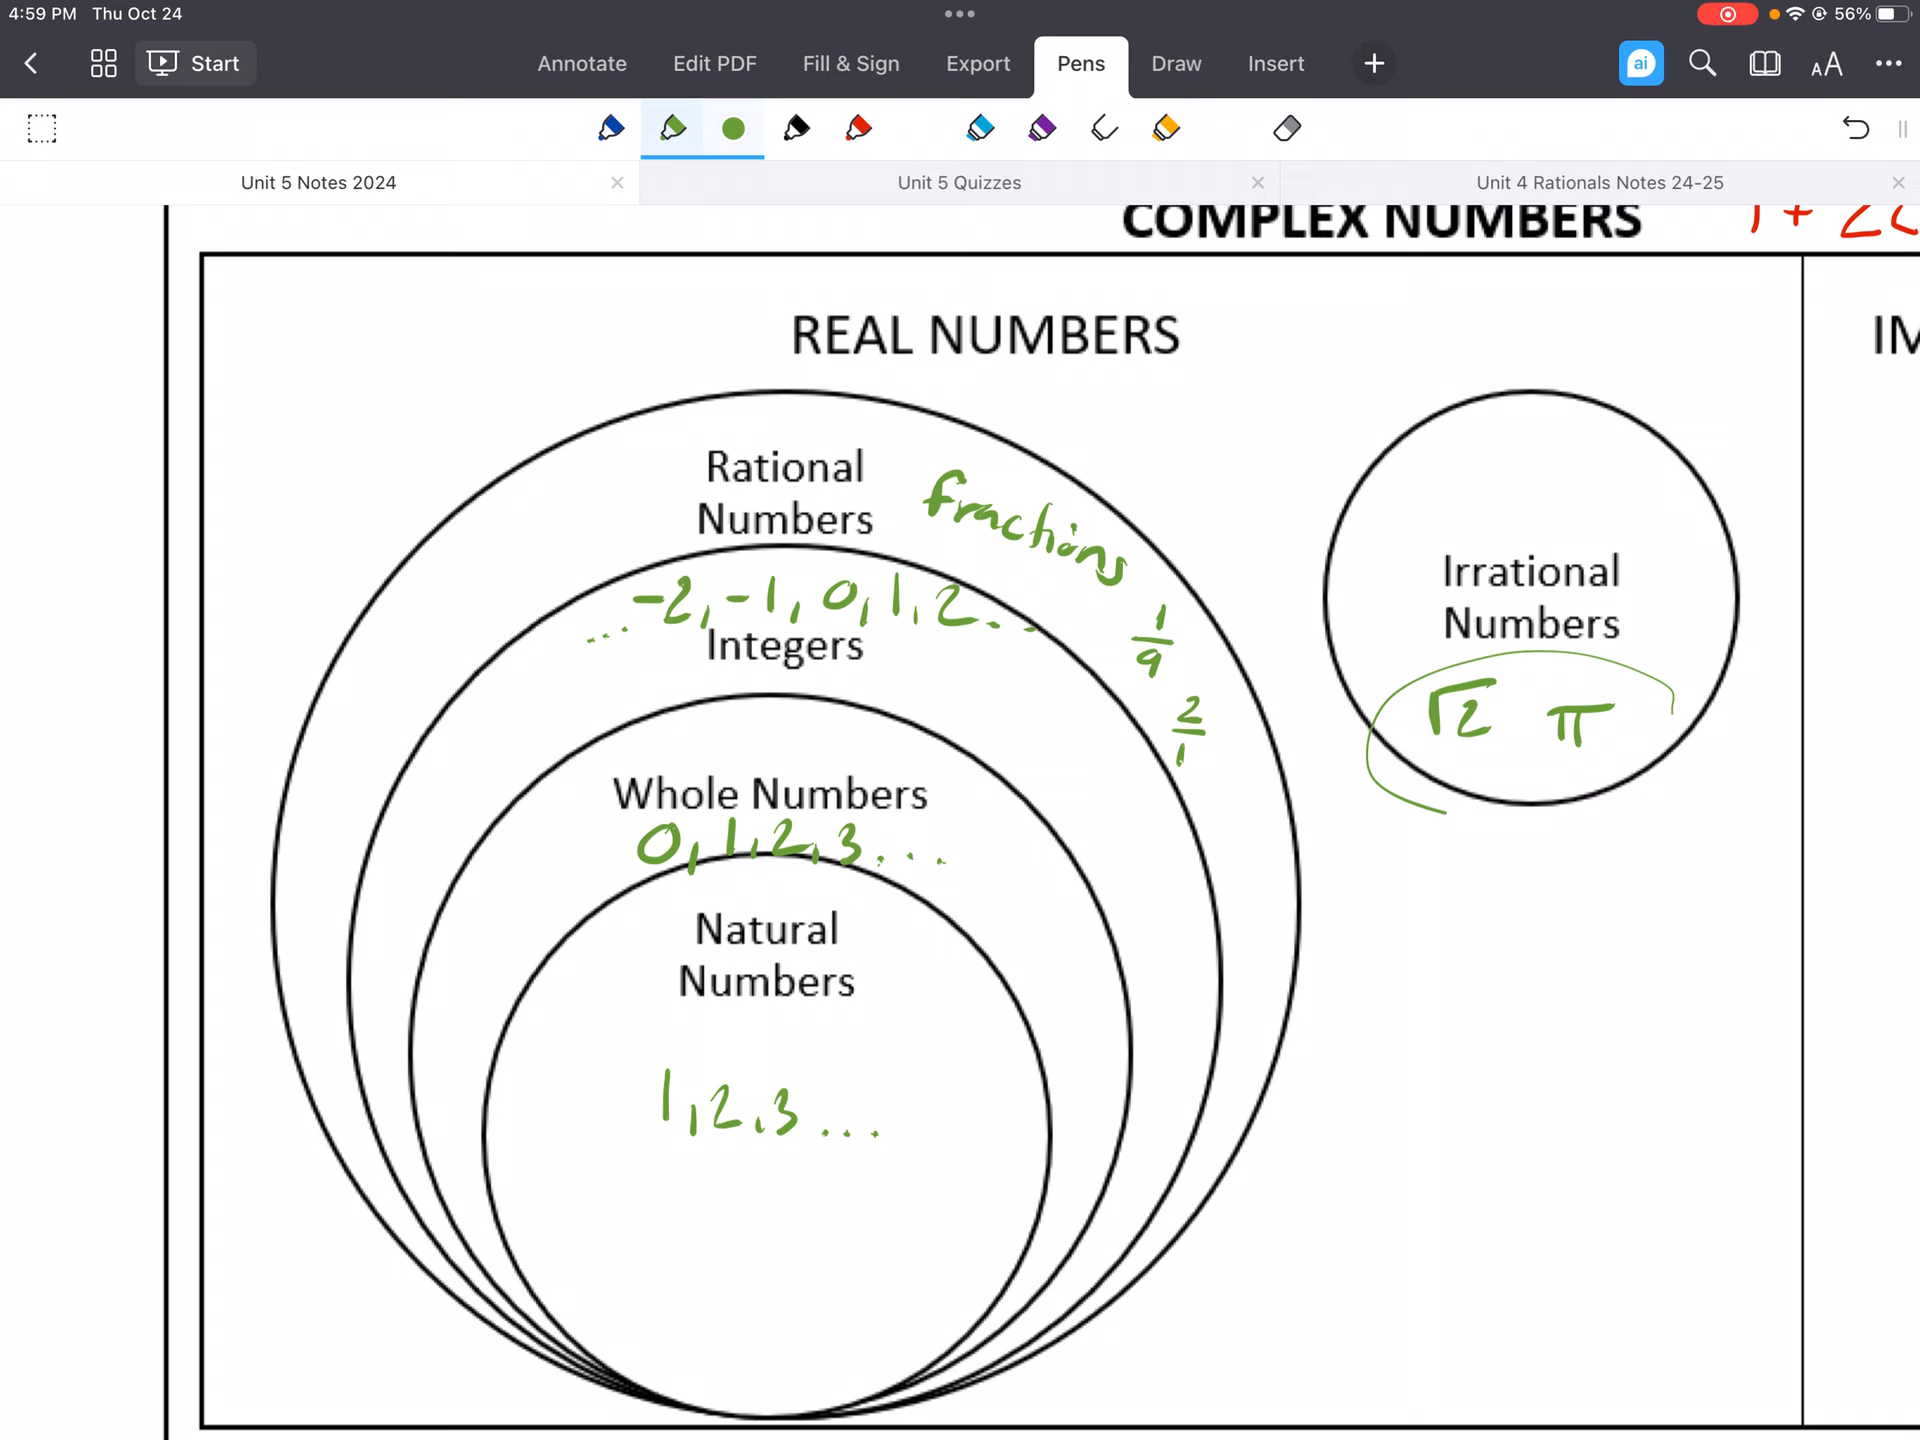 4:59 PM Thu Oct 24
56%
Start Annotate Edit PDF Fill & Sign Export Pens Draw Insert ai AA
Unit 5 Notes 2024 Unit 5 Quizzes Unit 4 Rationals Notes 24-25
COMPLEX NUMBERS
REAL NUMBERS
Rational
Numbers
fractions
1/9
2/1
... -2, -1, 0, 1, 2...
Integers
Whole Numbers
0, 1, 2, 3...
Natural
Numbers
1, 2, 3...
Irrational
Numbers
√2 π
IM